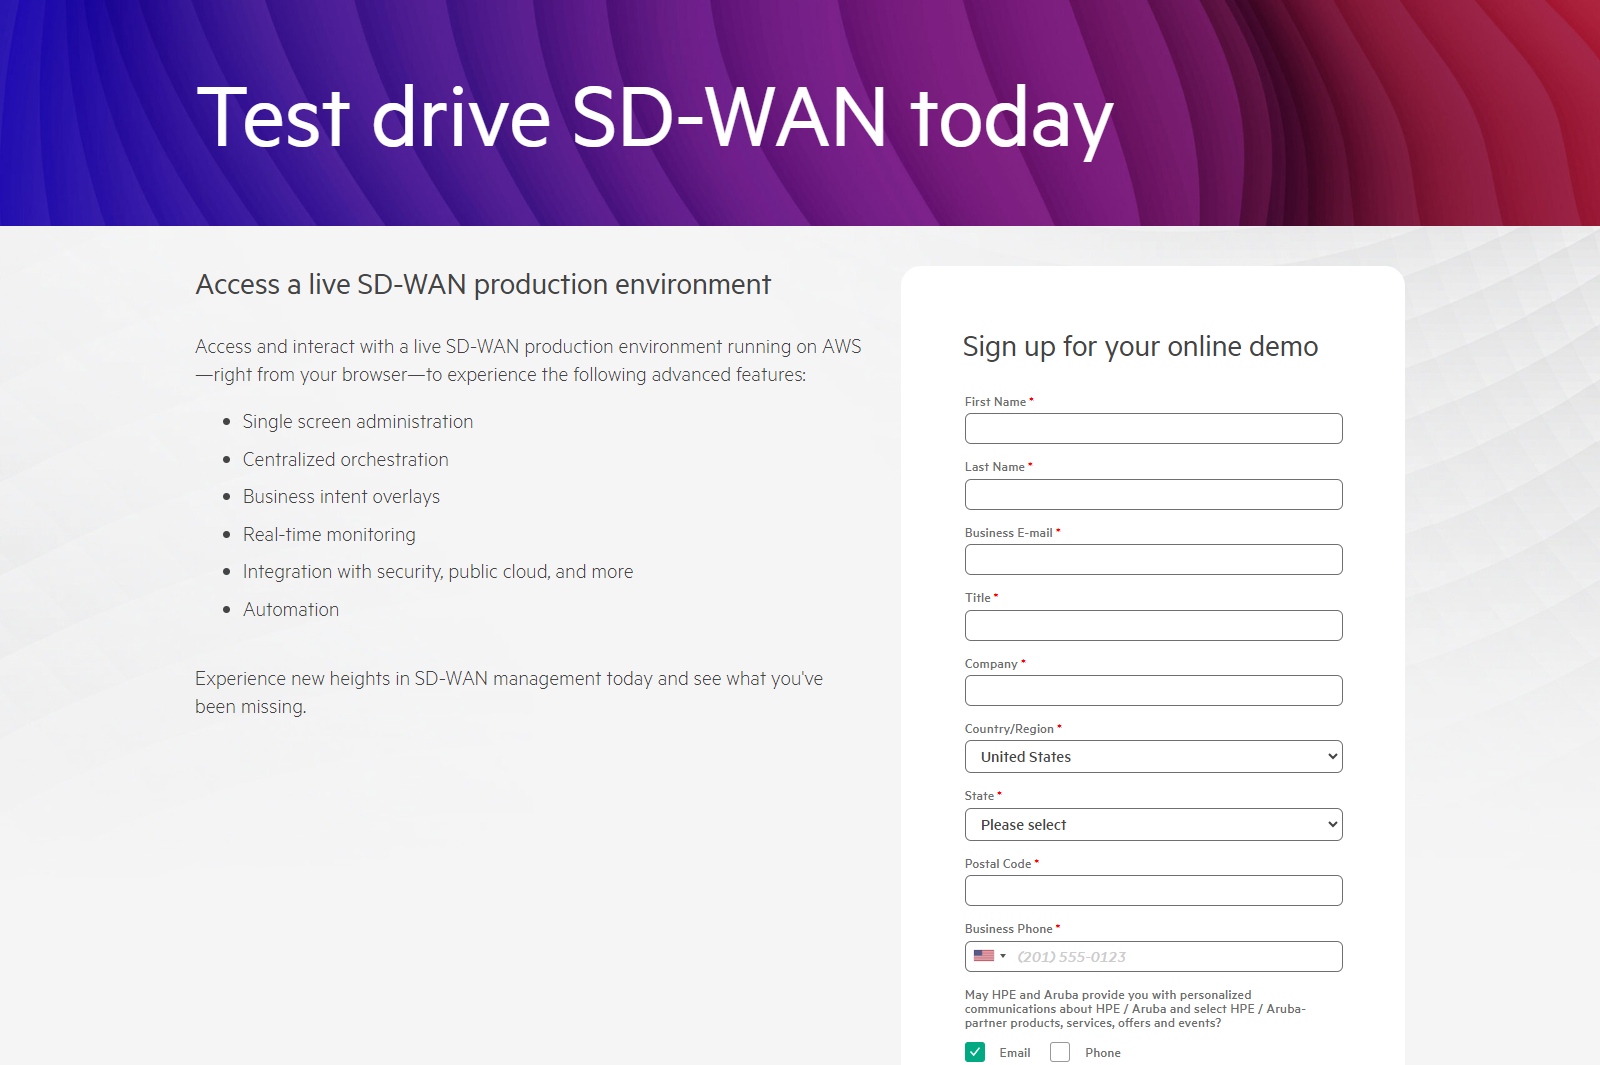 Test drive SD-WAN today
Access a live SD-WAN production environment
Access and interact with a live SD-WAN production environment running on AWS
—right from your browser—to experience the following advanced features:
Single screen administration
Centralized orchestration
Business intent overlays
Real-time monitoring
Integration with security, public cloud, and more
Automation
Experience new heights in SD-WAN management today and see what you've
been missing.
Sign up for your online demo
First Name *
Last Name *
Business E-mail *
Title *
Company *
Country/Region *
United States
State *
Please select
Postal Code *
Business Phone *
(201) 555-0123
May HPE and Aruba provide you with personalized
communications about HPE / Aruba and select HPE / Aruba-
partner products, services, offers and events?
Email Phone